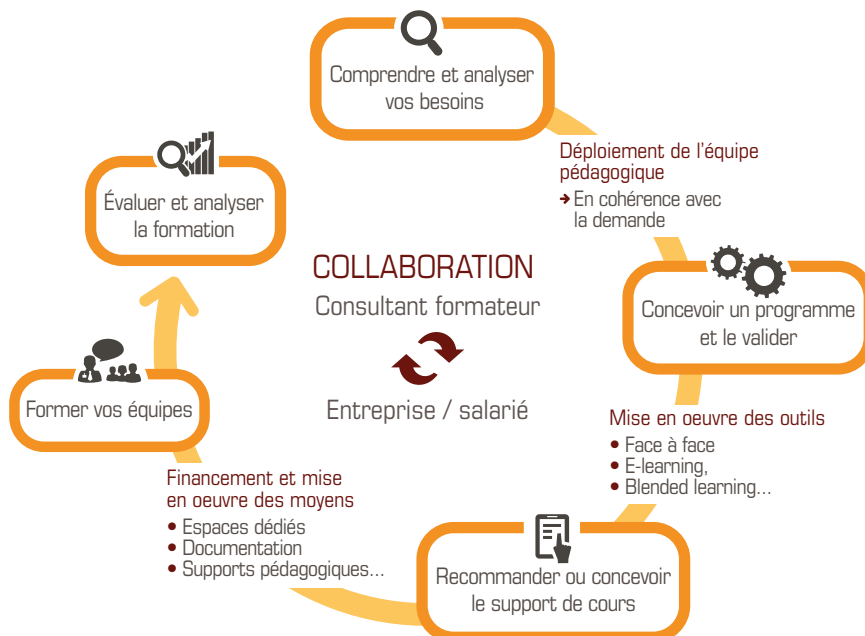 Comprendre et analyser
vos besoins
Déploiement de l'équipe
pédagogique
➔ En cohérence avec
la demande
Concevoir un programme
et le valider
Mise en oeuvre des outils
• Face à face
• E-learning,
• Blended learning...
Recommander ou concevoir
le support de cours
Financement et mise
en oeuvre des moyens
• Espaces dédiés
• Documentation
• Supports pédagogiques...
Former vos équipes
Évaluer et analyser
la formation
COLLABORATION
Consultant formateur
Entreprise / salarié